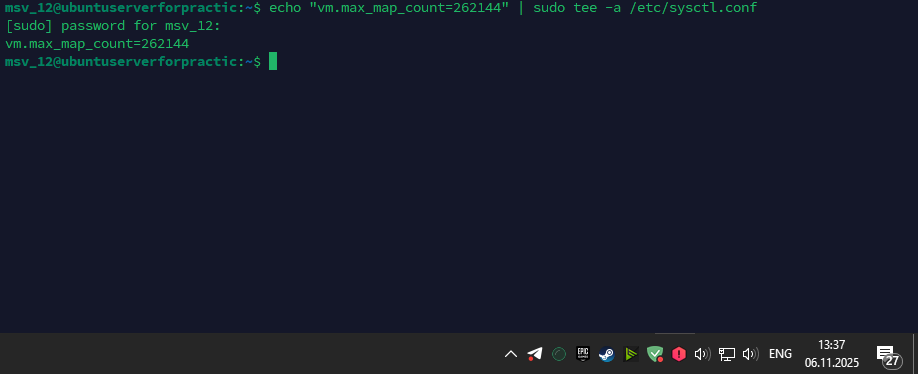 msv_12@ubuntuserverforpractic:~$ echo "vm.max_map_count=262144" | sudo tee -a /etc/sysctl.conf
[sudo] password for msv_12:
vm.max_map_count=262144
msv_12@ubuntuserverforpractic:~$
EPIC
ENG
13:37
06.11.2025
27